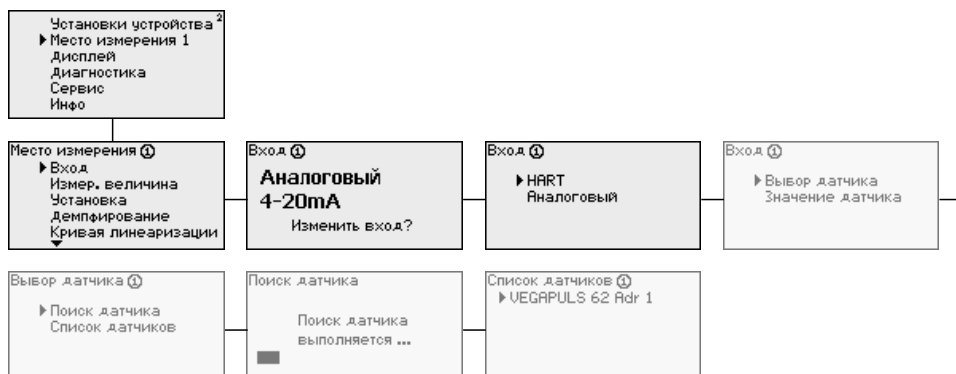 Установки устройства 2
Место измерения 1
Дисплей
Диагностика
Сервис
Инфо
Место измерения ①
Вход
Измер. величина
Установка
Демпфирование
Кривая линеаризации
Вход ①
Аналоговый
4-20mA
Изменить вход?
Вход ①
HART
Аналоговый
Вход ①
Выбор датчика
Значение датчика
Выбор датчика ①
Поиск датчика
Список датчиков
Поиск датчика
Поиск датчика
выполняется ...
Список датчиков ①
VEGAPULS 62 Adr 1